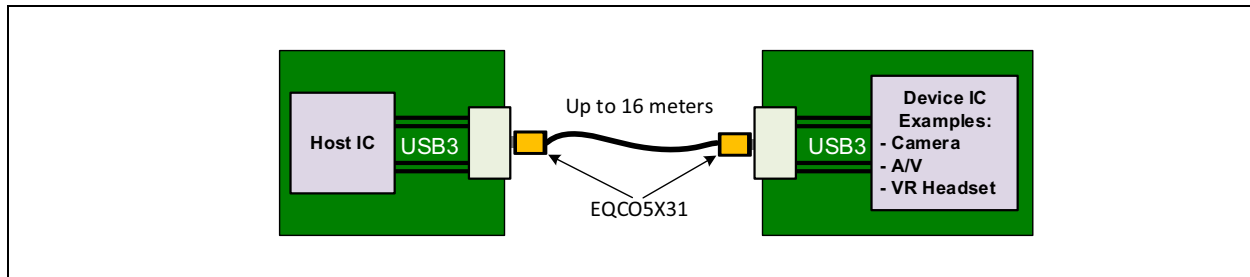 Host IC
USB3
Up to 16 meters
EQCO5X31
USB3
Device IC
Examples:
- Camera
- A/V
- VR Headset